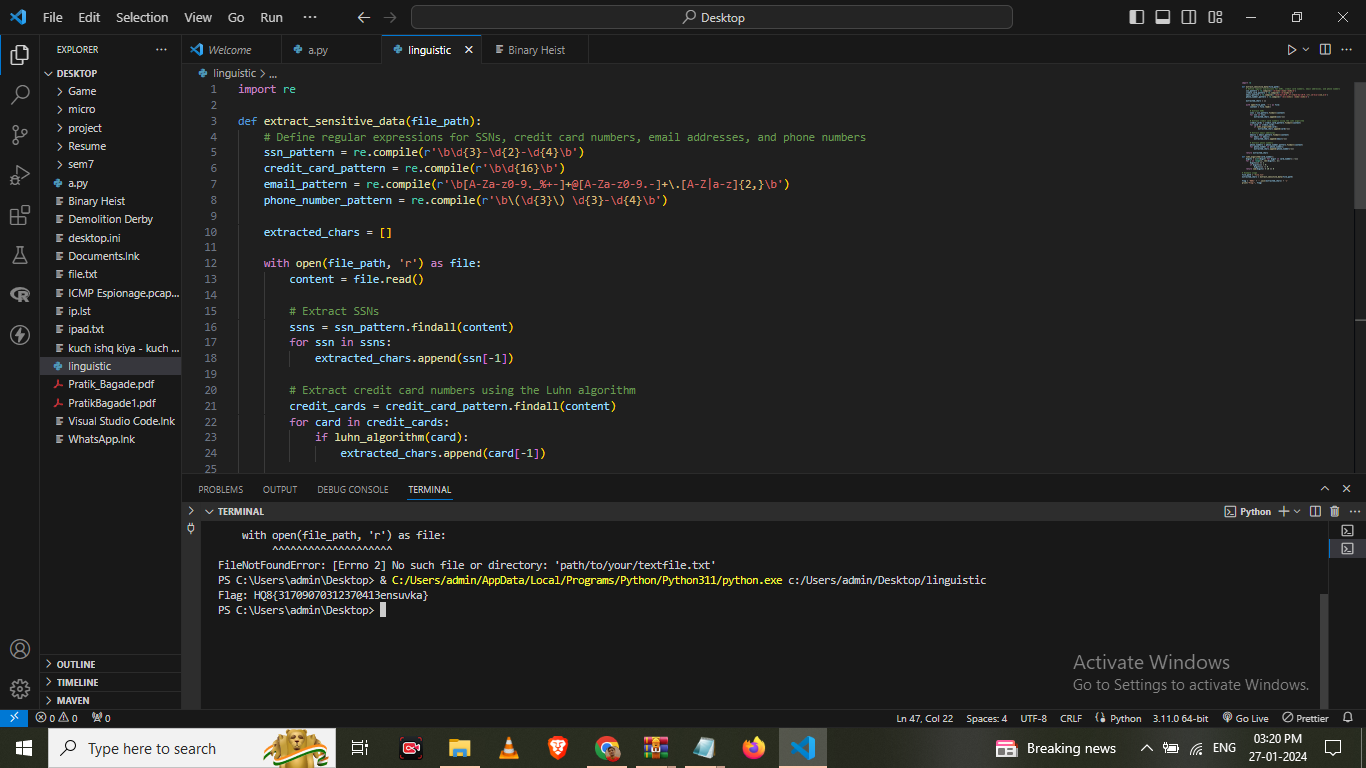 File Edit Selection View Go Run ··· Desktop
EXPLORER ···
DESKTOP
Game
micro
project
Resume
sem7
a.py
Binary Heist
Demolition Derby
desktop.ini
Documents.lnk
file.txt
ICMP Espionage.pcap...
ip.lst
ipad.txt
kuch ishq kiya - kuch ...
linguistic
Pratik_Bagade.pdf
PratikBagade1.pdf
Visual Studio Code.lnk
WhatsApp.lnk
OUTLINE
TIMELINE
MAVEN
Welcome a.py linguistic Binary Heist
linguistic > ...
1 import re
2
3 def extract_sensitive_data(file_path):
4 # Define regular expressions for SSNs, credit card numbers, email addresses, and phone numbers
5 ssn_pattern = re.compile(r'\b\d{3}-\d{2}-\d{4}\b')
6 credit_card_pattern = re.compile(r'\b\d{16}\b')
7 email_pattern = re.compile(r'\b[A-Za-z0-9._%+-]+@[A-Za-z0-9.-]+\.[A-Z|a-z]{2,}\b')
8 phone_number_pattern = re.compile(r'\b\(\d{3}\) \d{3}-\d{4}\b')
9
10 extracted_chars = []
11
12 with open(file_path, 'r') as file:
13 content = file.read()
14
15 # Extract SSNs
16 ssns = ssn_pattern.findall(content)
17 for ssn in ssns:
18 extracted_chars.append(ssn[-1])
19
20 # Extract credit card numbers using the Luhn algorithm
21 credit_cards = credit_card_pattern.findall(content)
22 for card in credit_cards:
23 if luhn_algorithm(card):
24 extracted_chars.append(card[-1])
25
PROBLEMS OUTPUT DEBUG CONSOLE TERMINAL
TERMINAL Python
with open(file_path, 'r') as file:
^^^^^^^^^^^^^^^^^^^^
FileNotFoundError: [Errno 2] No such file or directory: 'path/to/your/textfile.txt'
PS C:\Users\admin\Desktop> & C:/Users/admin/AppData/Local/Programs/Python/Python311/python.exe c:/Users/admin/Desktop/linguistic
Flag: HQ8{31709070312370413ensuvka}
PS C:\Users\admin\Desktop>
Activate Windows
Go to Settings to activate Windows.
0 0 0 Ln 47, Col 22 Spaces: 4 UTF-8 CRLF Python 3.11.0 64-bit Go Live Prettier
Type here to search Breaking news ENG 03:20 PM
27-01-2024